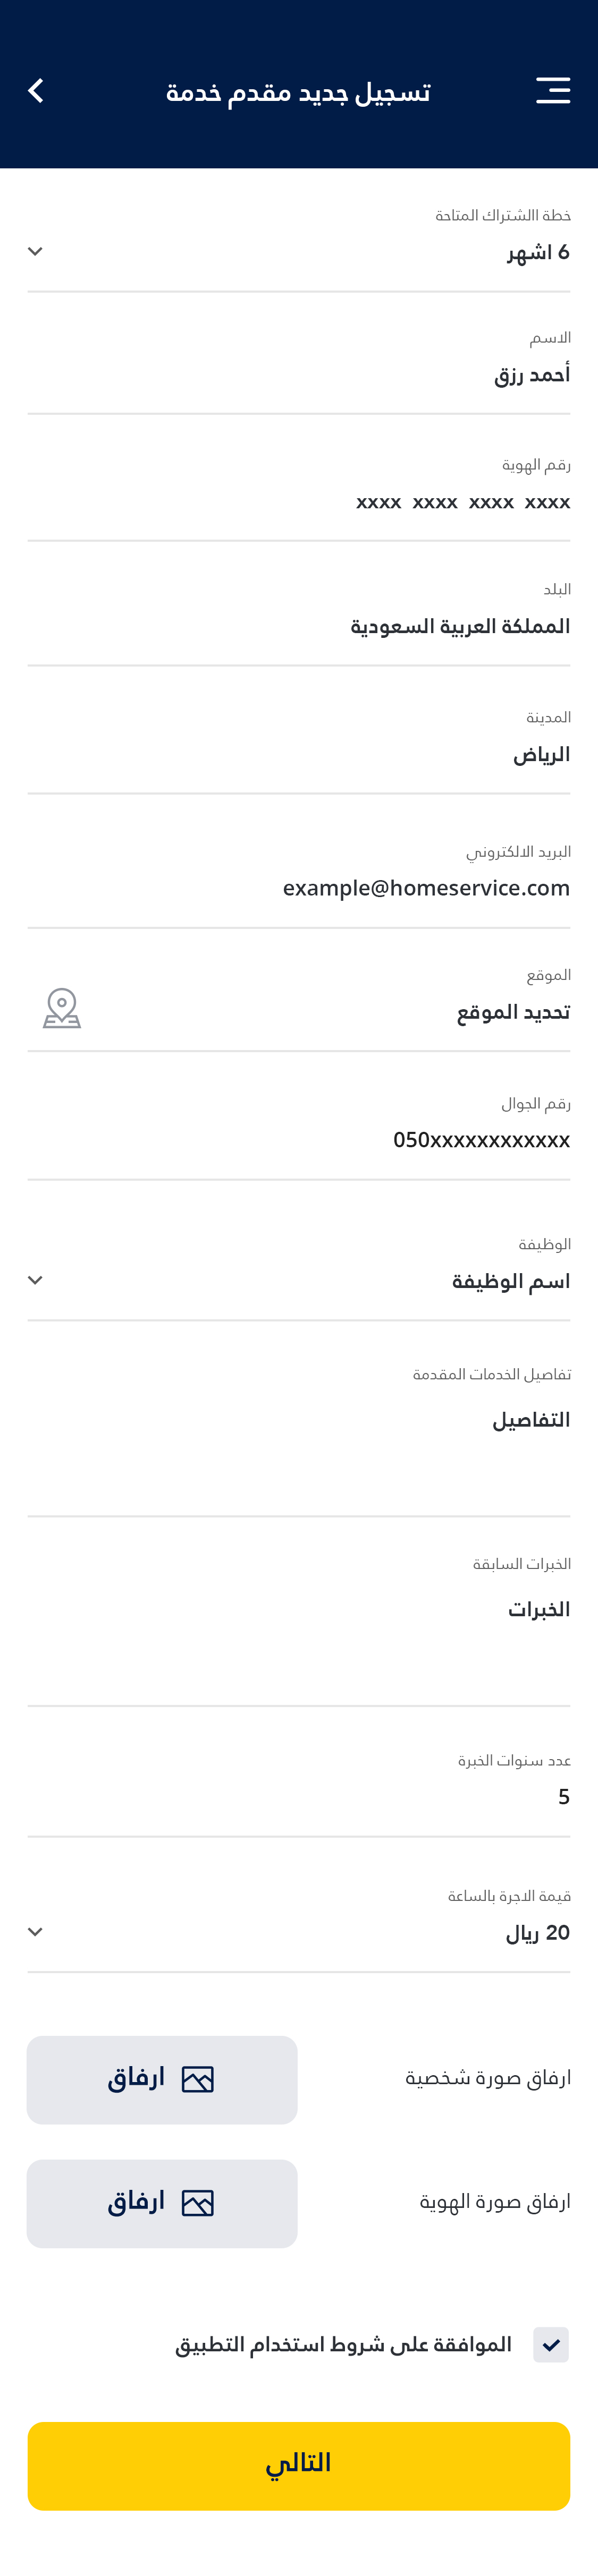 تسجيل جديد مقدم خدمة
خطة االشتراك المتاحة
6 اشهر
الاسم
أحمد رزق
رقم الهوية
xxxx xxxx xxxx xxxx
البلد
المملكة العربية السعودية
المدينة
الرياض
البريد الالكتروني
example@homeservice.com
الموقع
تحديد الموقع
رقم الجوال
050xxxxxxxxxxxx
الوظيفة
اسم الوظيفة
تفاصيل الخدمات المقدمة
التفاصيل
الخبرات السابقة
الخبرات
عدد سنوات الخبرة
5
قيمة الاجرة بالساعة
20 ريال
ارفاق صورة شخصية
ارفاق
ارفاق صورة الهوية
ارفاق
الموافقة على شروط استخدام التطبيق
التالي